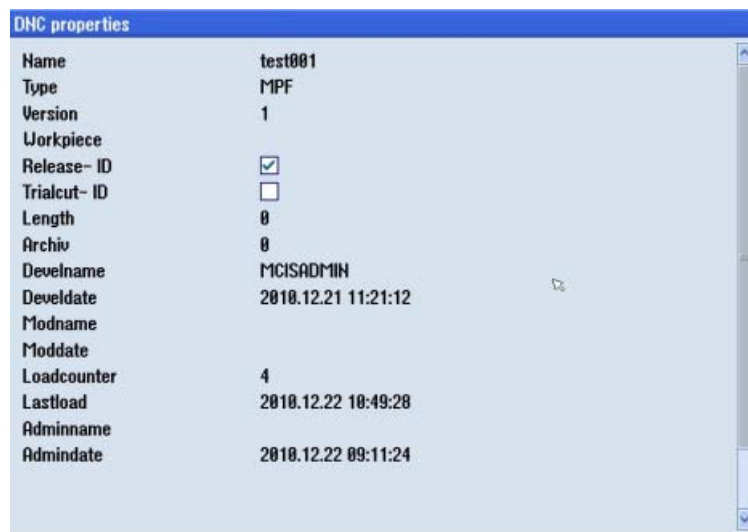 DNC properties
Name test001
Type MPF
Version 1
Workpiece
Release- ID
Trialcut- ID
Length 0
Archiv 0
Develname MCISADMIN
Develdate 2010.12.21 11:21:12
Modname
Moddate
Loadcounter 4
Lastload 2010.12.22 10:49:28
Adminname
Admindate 2010.12.22 09:11:24